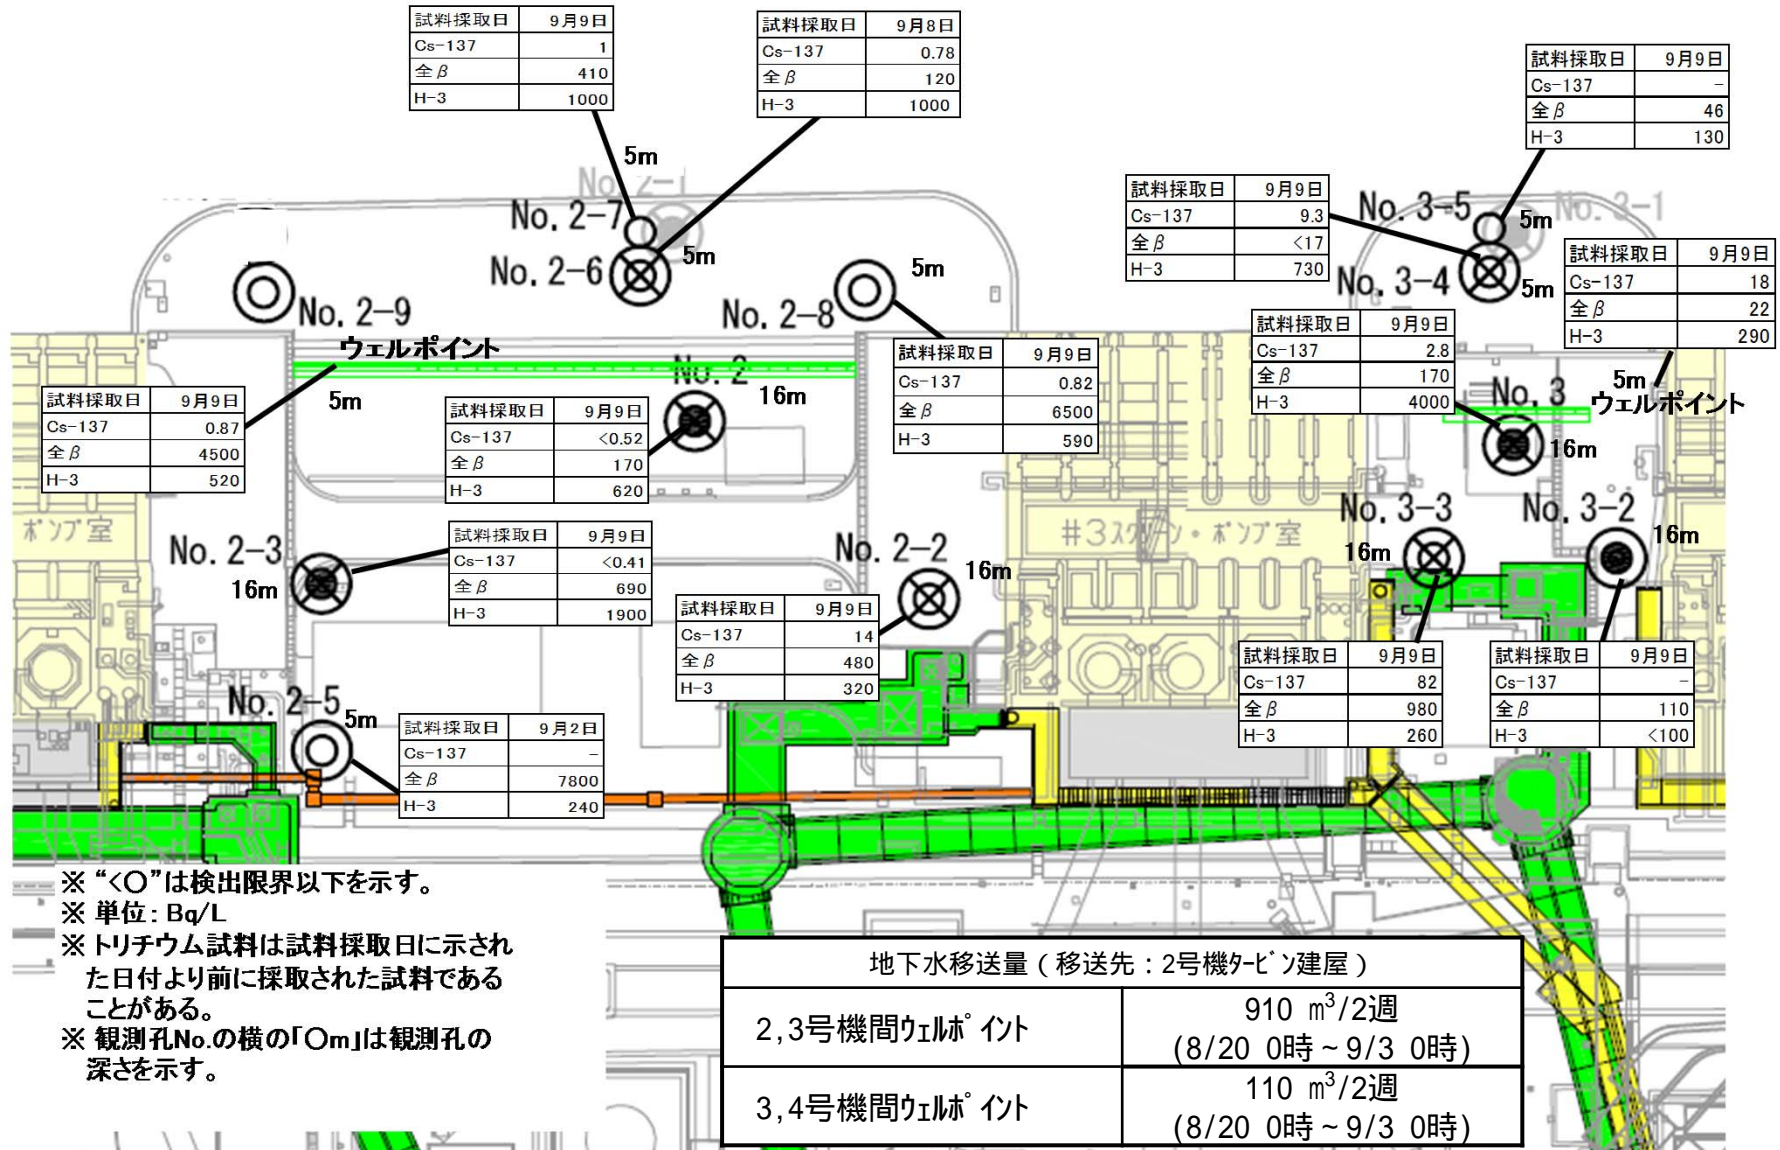 試料採取日 9月9日
Cs-137 1
全β 410
H-3 1000
試料採取日 9月8日
Cs-137 0.78
全β 120
H-3 1000
試料採取日 9月9日
Cs-137 -
全β 46
H-3 130
5m
No. 2-1
No. 2-7
No. 2-6
5m
試料採取日 9月9日
Cs-137 9.3
全β <17
H-3 730
No. 3-5
5m
No. 3-1
No. 3-4
5m
試料採取日 9月9日
Cs-137 18
全β 22
H-3 290
No. 2-9
No. 2-8
5m
ウェルポイント
5m
試料採取日 9月9日
Cs-137 0.87
全β 4500
H-3 520
No. 2
16m
試料採取日 9月9日
Cs-137 <0.52
全β 170
H-3 620
試料採取日 9月9日
Cs-137 0.82
全β 6500
H-3 590
試料採取日 9月9日
Cs-137 2.8
全β 170
H-3 4000
No. 3
5m
ウェルポイント
16m
ポンプ室
No. 2-3
16m
試料採取日 9月9日
Cs-137 <0.41
全β 690
H-3 1900
No. 2-2
16m
#3スクリーン・ポンプ室
No. 3-3
16m
No. 3-2
16m
試料採取日 9月9日
Cs-137 14
全β 480
H-3 320
試料採取日 9月9日
Cs-137 82
全β 980
H-3 260
試料採取日 9月9日
Cs-137 -
全β 110
H-3 <100
No. 2-5
5m
試料採取日 9月2日
Cs-137 -
全β 7800
H-3 240
※ “<○”は検出限界以下を示す。
※ 単位：Bq/L
※ トリチウム試料は試料採取日に示され
た日付より前に採取された試料である
ことがある。
※ 観測孔No.の横の「○m」は観測孔の
深さを示す。
地下水移送量（移送先：2号機ﾀｰﾋﾞﾝ建屋）
2,3号機間ｳｪﾙﾎﾟｲﾝﾄ 910 m³/2週
(8/20 0時～9/3 0時)
3,4号機間ｳｪﾙﾎﾟｲﾝﾄ 110 m³/2週
(8/20 0時～9/3 0時)